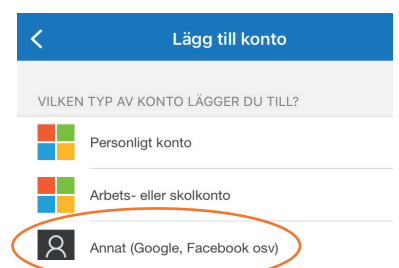 Lägg till konto
VILKEN TYP AV KONTO LÄGGER DU TILL?
Personligt konto
Arbets- eller skolkonto
Annat (Google, Facebook osv)